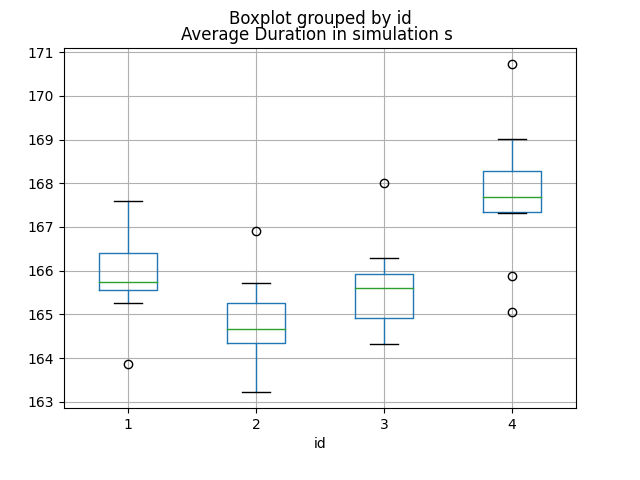 Boxplot grouped by id
Average Duration in simulation s
171
170
169
168
167
166
165
164
163
1 2 3 4
id